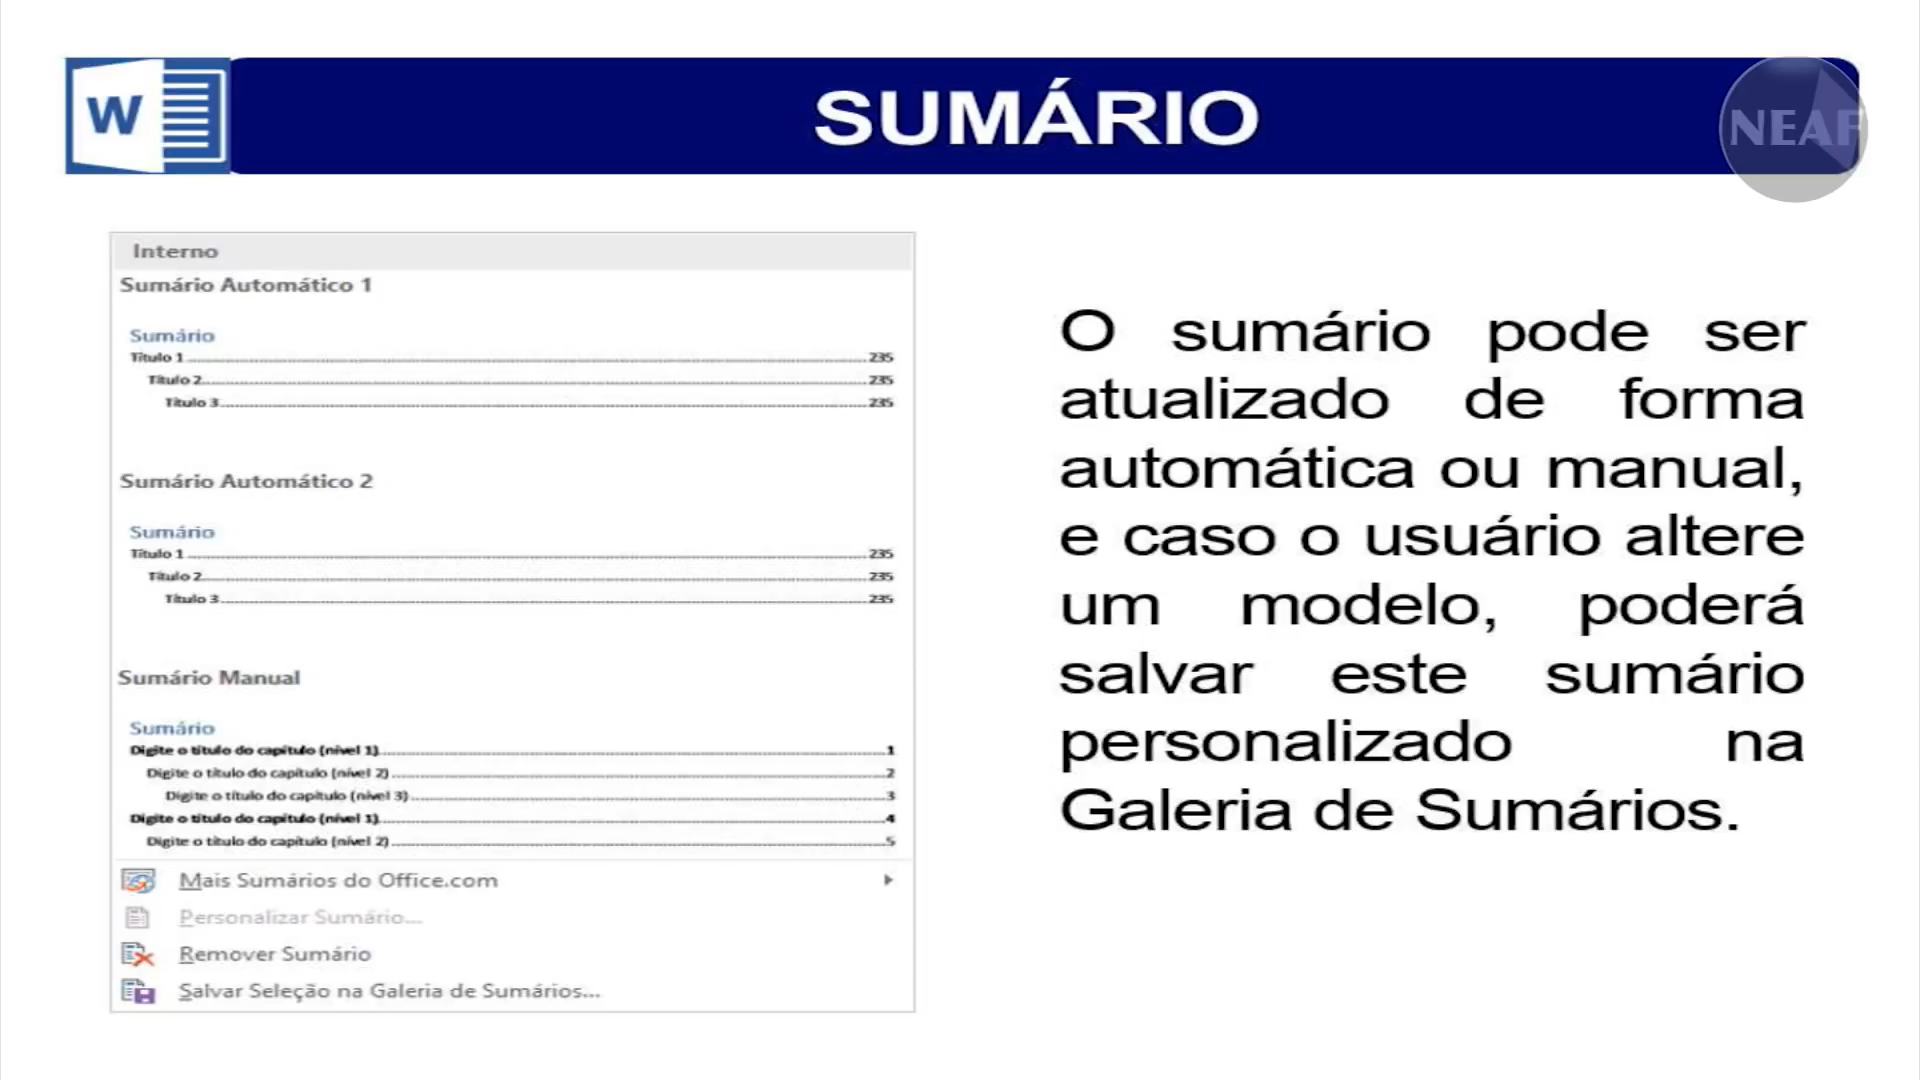 W
SUMÁRIO
NEAF
Interno
Sumário Automático 1
Sumário
Título 1 235
Título 2 235
Título 3 235
Sumário Automático 2
Sumário
Título 1 235
Título 2 235
Título 3 235
Sumário Manual
Sumário
Digite o título do capítulo (nível 1) 1
Digite o título do capítulo (nível 2) 2
Digite o título do capítulo (nível 3) 3
Digite o título do capítulo (nível 1) 4
Digite o título do capítulo (nível 2) 5
Mais Sumários do Office.com
Personalizar Sumário...
Remover Sumário
Salvar Seleção na Galeria de Sumários...
O sumário pode ser
atualizado de forma
automática ou manual,
e caso o usuário altere
um modelo, poderá
salvar este sumário
personalizado na
Galeria de Sumários.